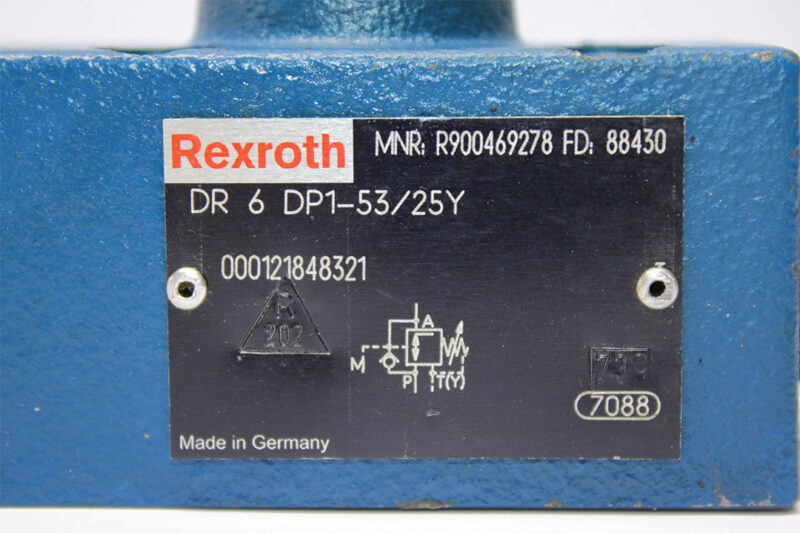 Rexroth
MNR: R900469278 FD: 88430
DR 6 DP1-53/25Y
000121848321
R
202
A
M
P
T(Y)
7088
Made in Germany